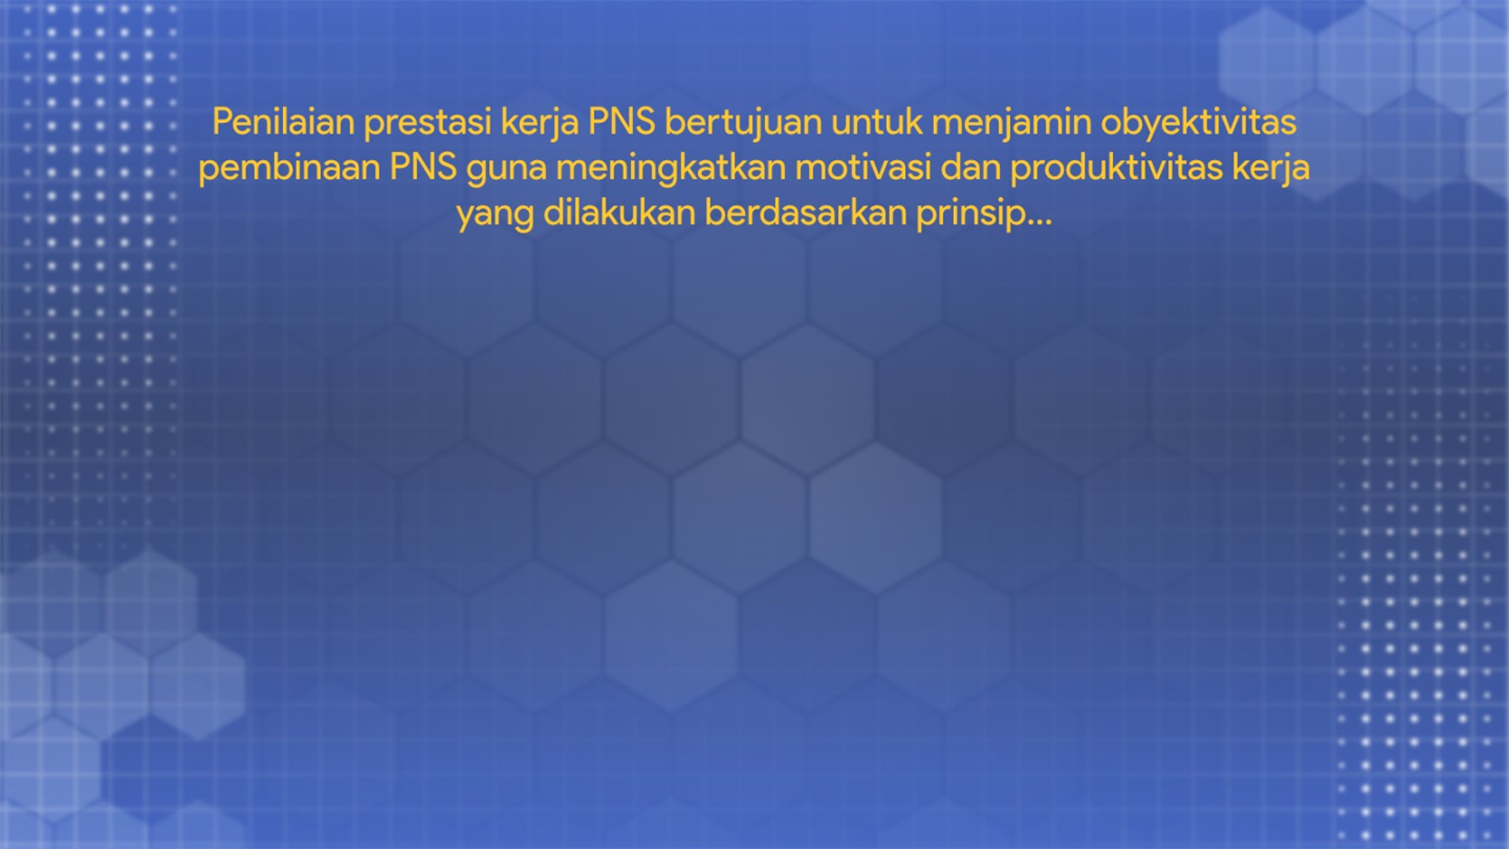 Penilaian prestasi kerja PNS bertujuan untuk menjamin obyektivitas
pembinaan PNS guna meningkatkan motivasi dan produktivitas kerja
yang dilakukan berdasarkan prinsip...